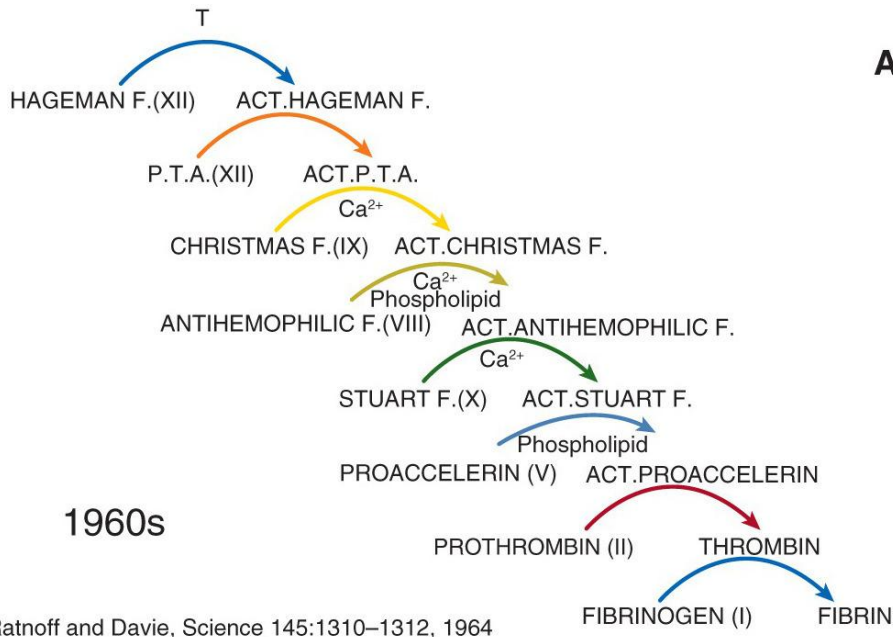 T
A
HAGEMAN F.(XII) ACT.HAGEMAN F.
P.T.A.(XII) ACT.P.T.A.
Ca²⁺
CHRISTMAS F.(IX) ACT.CHRISTMAS F.
Ca²⁺
Phospholipid
ANTIHEMOPHILIC F.(VIII) ACT.ANTIHEMOPHILIC F.
Ca²⁺
STUART F.(X) ACT.STUART F.
Phospholipid
PROACCELERIN (V) ACT.PROACCELERIN
1960s
PROTHROMBIN (II) THROMBIN
FIBRINOGEN (I) FIBRIN
Ratnoff and Davie, Science 145:1310–1312, 1964